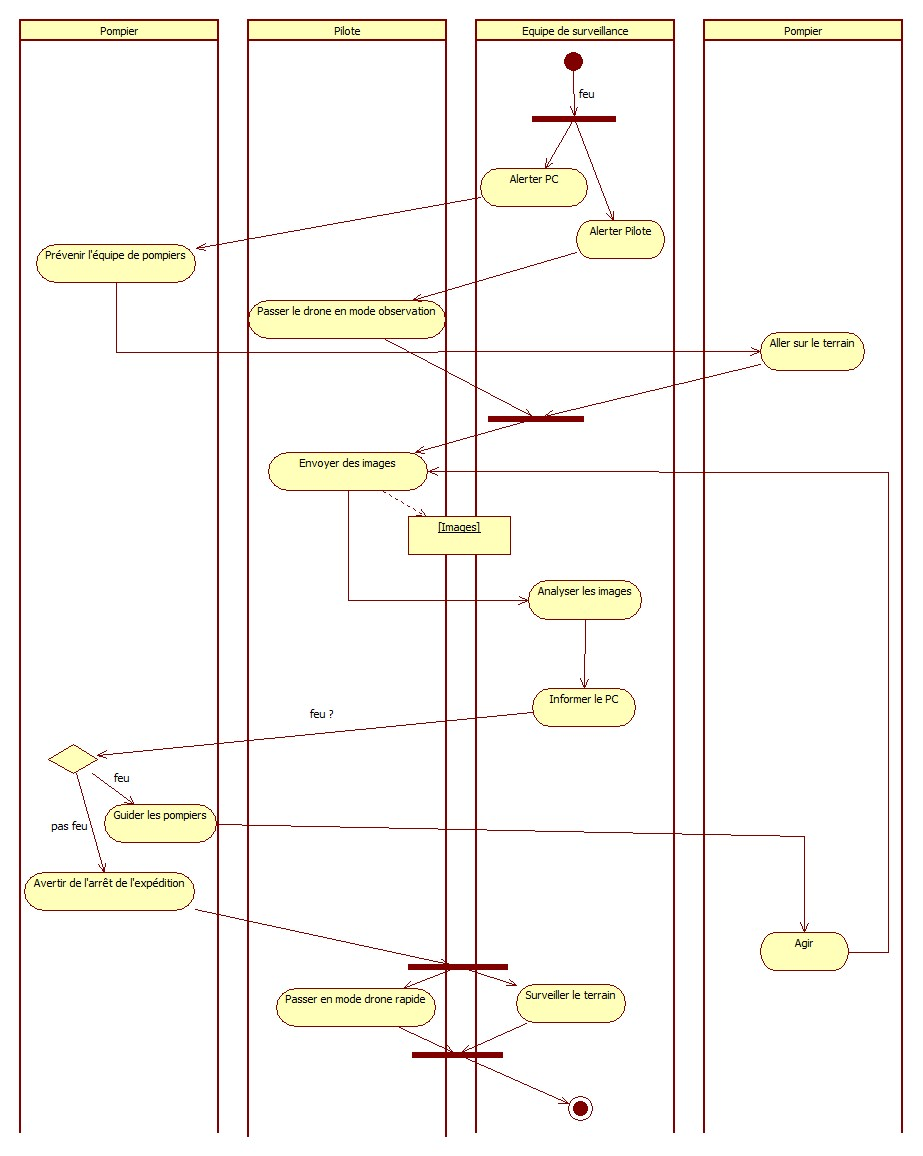 Pompier
Pilote
Equipe de surveillance
Pompier
feu
Alerter PC
Alerter Pilote
Prévenir l'équipe de pompiers
Passer le drone en mode observation
Aller sur le terrain
Envoyer des images
[Images]
Analyser les images
Informer le PC
feu ?
feu
Guider les pompiers
pas feu
Avertir de l'arrêt de l'expédition
Agir
Passer en mode drone rapide
Surveiller le terrain